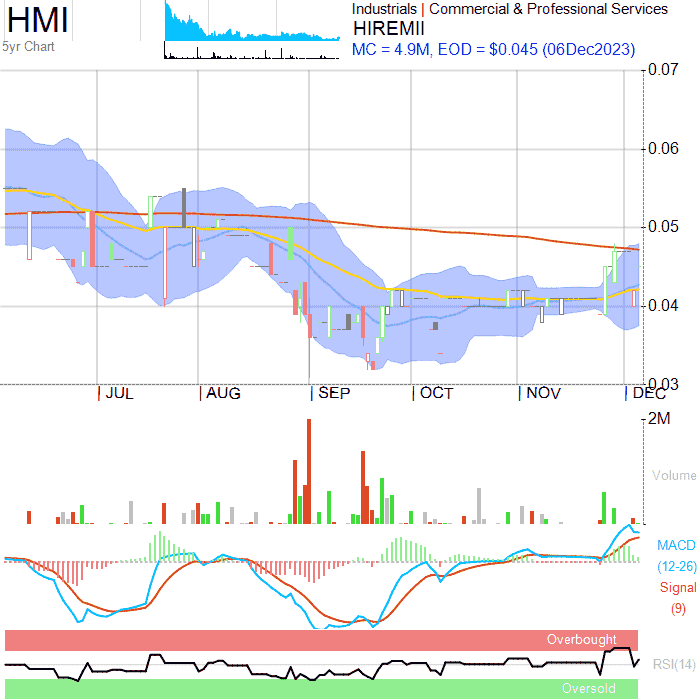 HMI
5yr Chart
Industrials | Commercial & Professional Services
HIREMII
MC = 4.9M, EOD = $0.045 (06Dec2023)
0.07
0.06
0.05
0.04
0.03
JUL
AUG
SEP
OCT
NOV
DEC
2M
Volume
MACD
(12-26)
Signal
(9)
Overbought
RSI(14)
Oversold